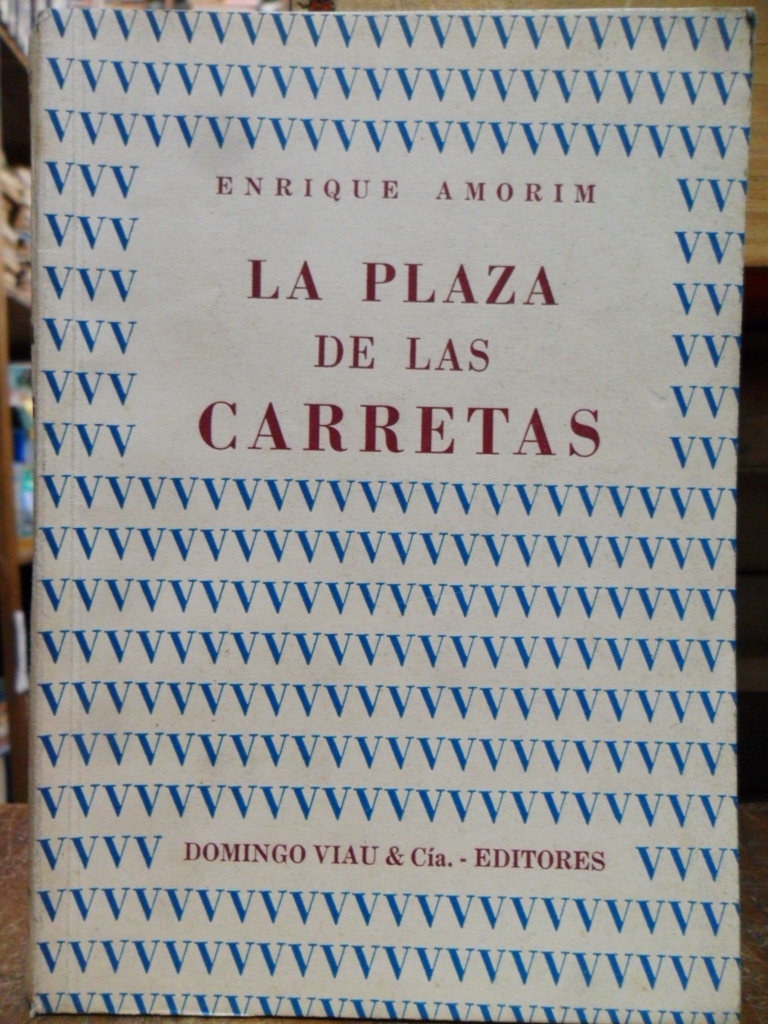 ENRIQUE AMORIM
LA PLAZA
DE LAS
CARRETAS
DOMINGO VIAU & Cía. - EDITORES